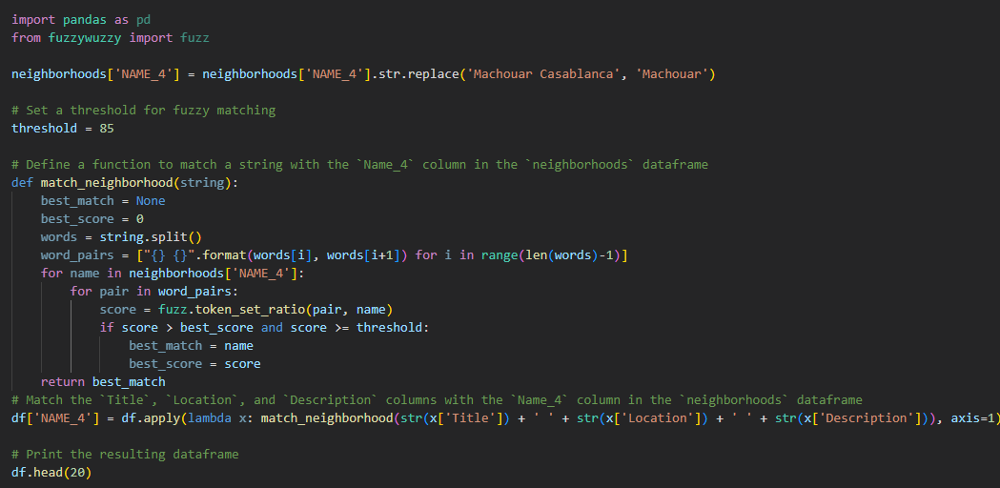 import pandas as pd
from fuzzywuzzy import fuzz

neighborhoods['NAME_4'] = neighborhoods['NAME_4'].str.replace('Machouar Casablanca', 'Machouar')

# Set a threshold for fuzzy matching
threshold = 85

# Define a function to match a string with the `Name_4` column in the `neighborhoods` dataframe
def match_neighborhood(string):
    best_match = None
    best_score = 0
    words = string.split()
    word_pairs = ["{} {}".format(words[i], words[i+1]) for i in range(len(words)-1)]
    for name in neighborhoods['NAME_4']:
        for pair in word_pairs:
            score = fuzz.token_set_ratio(pair, name)
            if score > best_score and score >= threshold:
                best_match = name
                best_score = score
    return best_match
# Match the `Title`, `Location`, and `Description` columns with the `Name_4` column in the `neighborhoods` dataframe
df['NAME_4'] = df.apply(lambda x: match_neighborhood(str(x['Title']) + ' ' + str(x['Location']) + ' ' + str(x['Description'])), axis=1)

# Print the resulting dataframe
df.head(20)